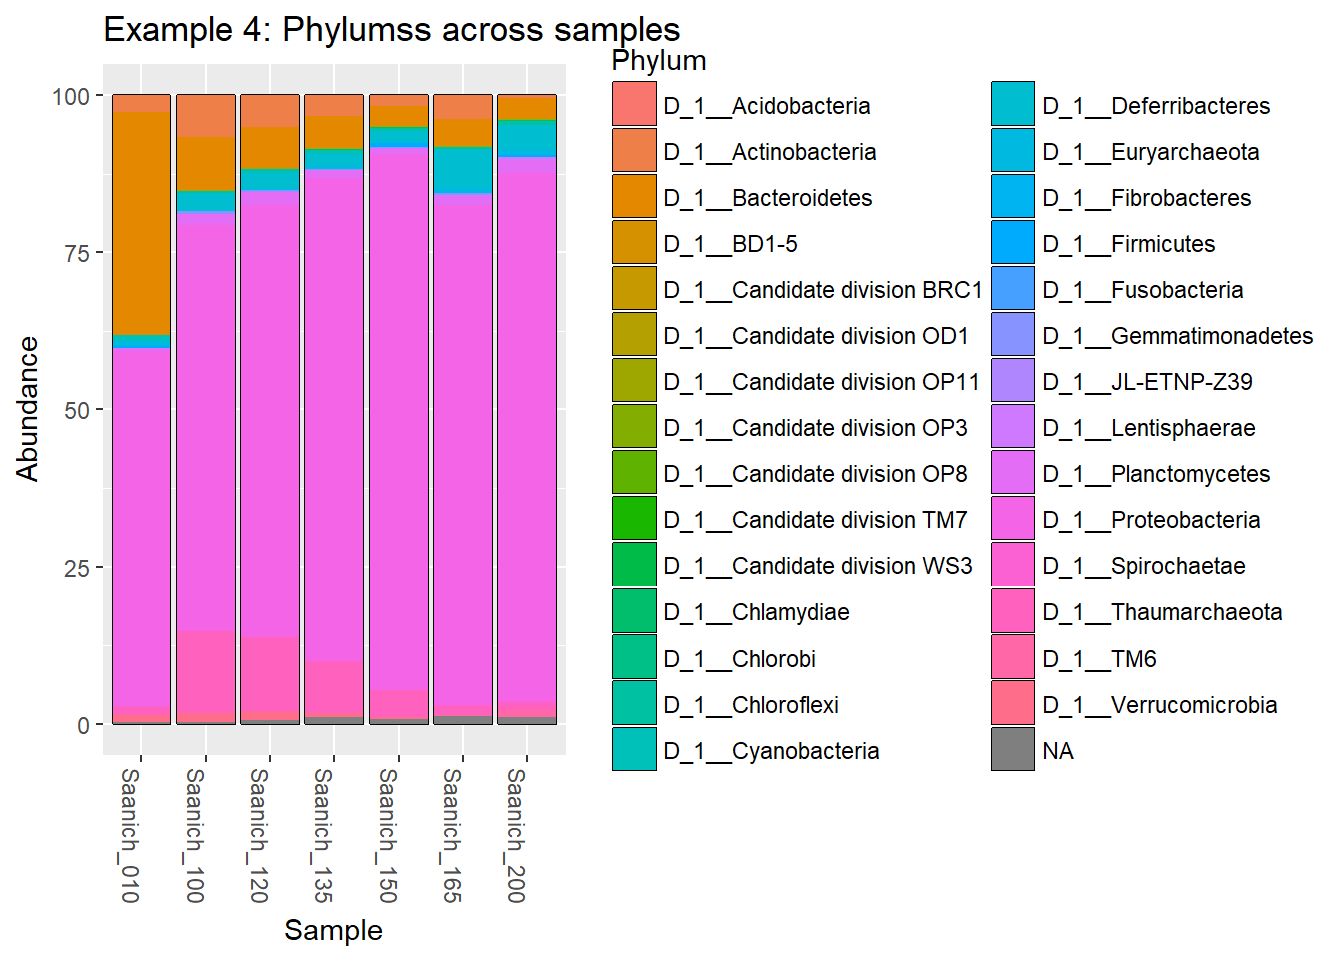 Example 4: Phylumss across samples
Abundance
100
75
50
25
0
Saanich_010
Saanich_100
Saanich_120
Saanich_135
Saanich_150
Saanich_165
Saanich_200
Sample
Phylum
D_1__Acidobacteria
D_1__Actinobacteria
D_1__Bacteroidetes
D_1__BD1-5
D_1__Candidate division BRC1
D_1__Candidate division OD1
D_1__Candidate division OP11
D_1__Candidate division OP3
D_1__Candidate division OP8
D_1__Candidate division TM7
D_1__Candidate division WS3
D_1__Chlamydiae
D_1__Chlorobi
D_1__Chloroflexi
D_1__Cyanobacteria
D_1__Deferribacteres
D_1__Euryarchaeota
D_1__Fibrobacteres
D_1__Firmicutes
D_1__Fusobacteria
D_1__Gemmatimonadetes
D_1__JL-ETNP-Z39
D_1__Lentisphaerae
D_1__Planctomycetes
D_1__Proteobacteria
D_1__Spirochaetae
D_1__Thaumarchaeota
D_1__TM6
D_1__Verrucomicrobia
NA